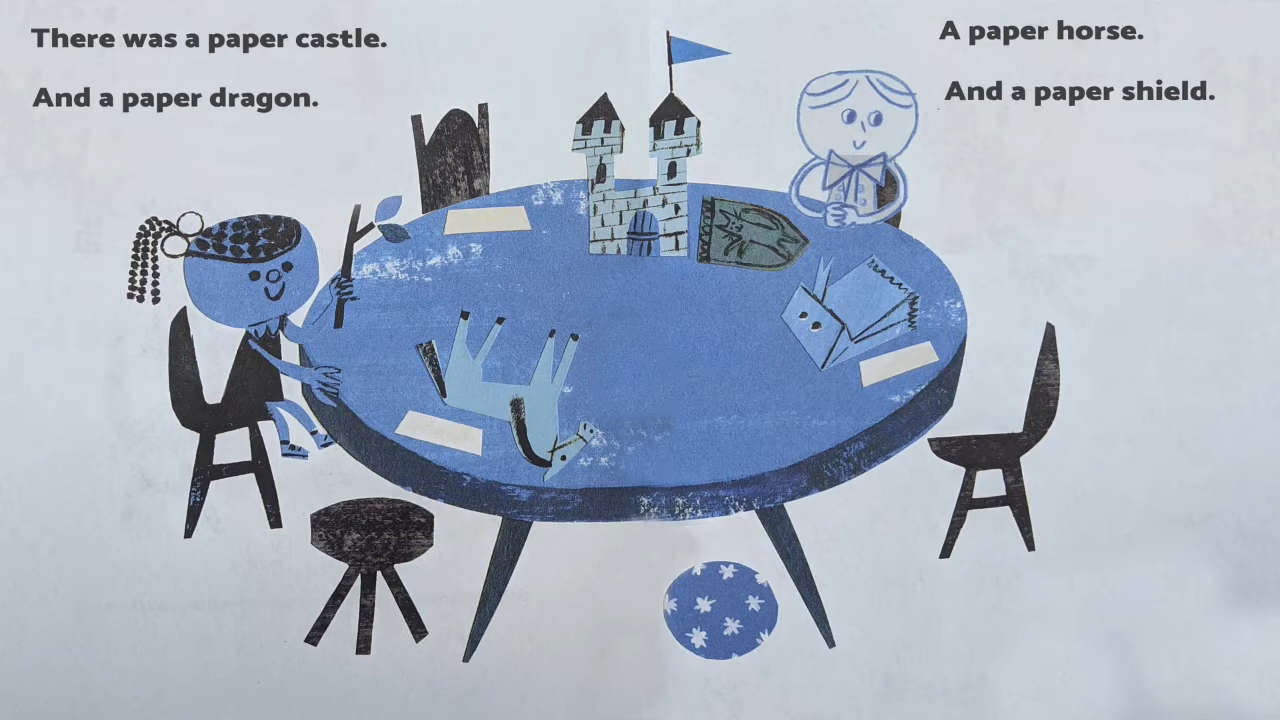 There was a paper castle.
And a paper dragon.
A paper horse.
And a paper shield.